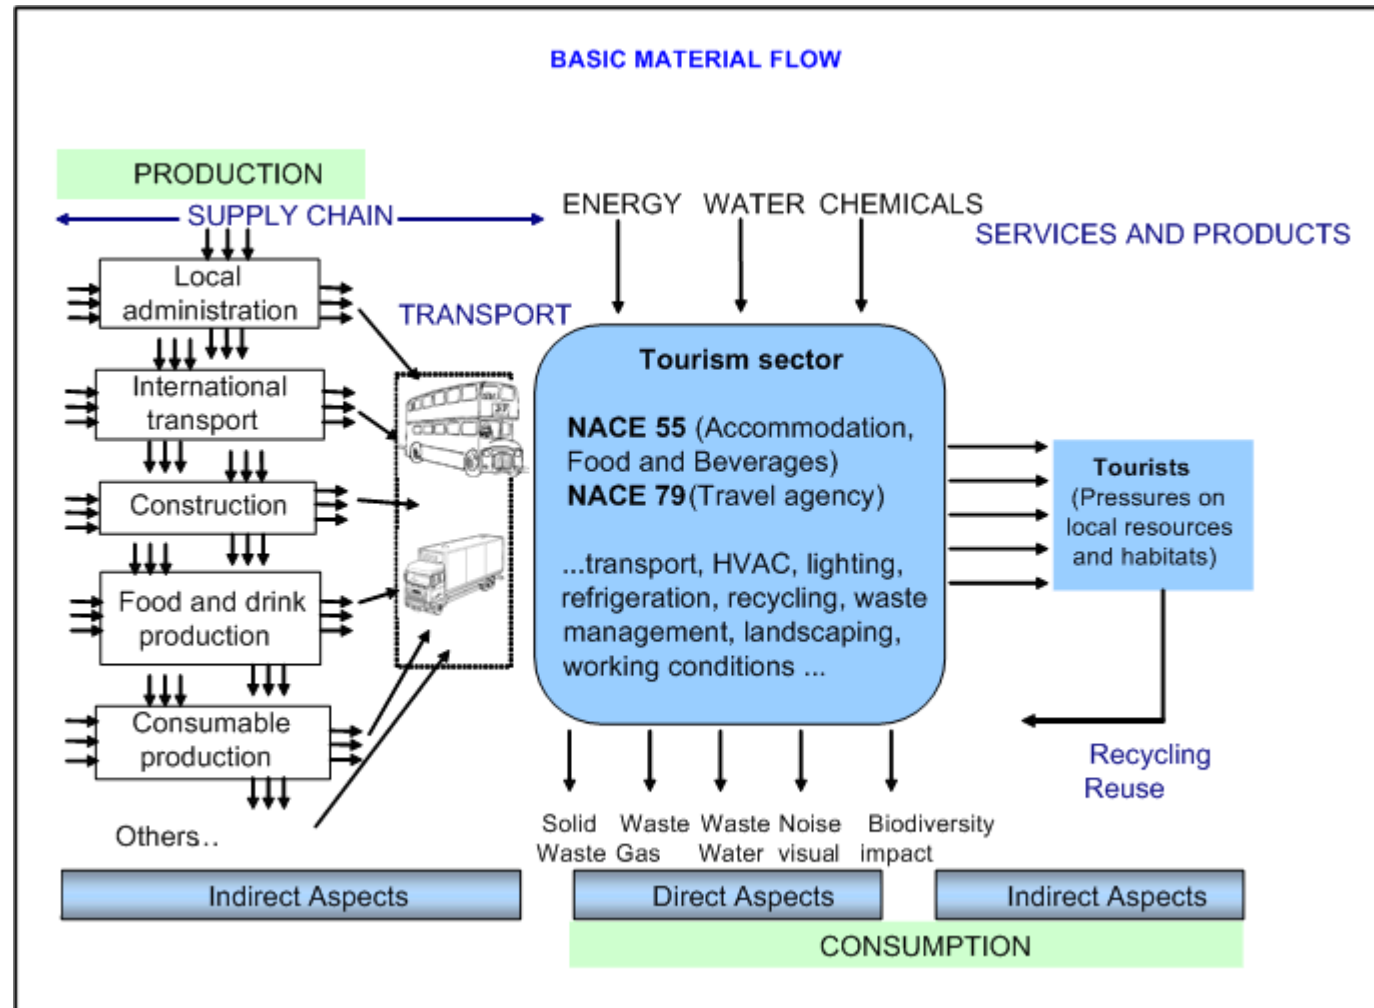 BASIC MATERIAL FLOW
PRODUCTION
SUPPLY CHAIN
ENERGY WATER CHEMICALS
SERVICES AND PRODUCTS
Local
administration
TRANSPORT
International
transport
Construction
Food and drink
production
Consumable
production
Others..
Tourism sector
NACE 55 (Accommodation,
Food and Beverages)
NACE 79 (Travel agency)
...transport, HVAC, lighting,
refrigeration, recycling, waste
management, landscaping,
working conditions ...
Tourists
(Pressures on
local resources
and habitats)
Recycling
Reuse
Solid
Waste
Waste
Gas
Waste
Water
Noise
visual
Biodiversity
impact
Indirect Aspects
Direct Aspects
Indirect Aspects
CONSUMPTION